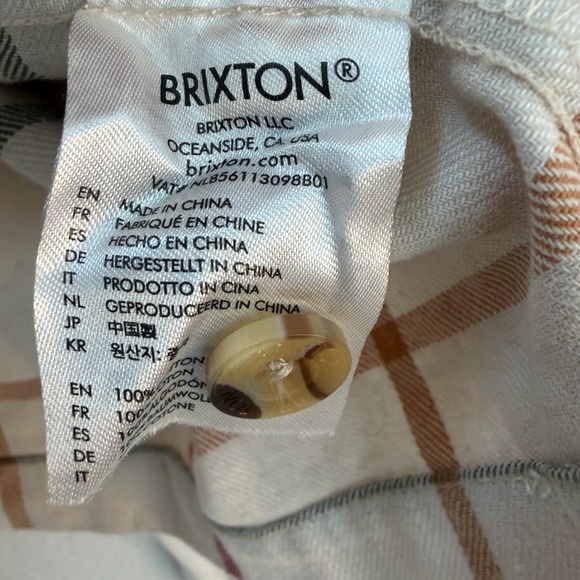 BRIXTON®
BRIXTON LLC
OCEANSIDE, CA USA
brixton.com
VAT# NL856113098B01
EN MADE IN CHINA
FR FABRIQUÉ EN CHINE
ES HECHO EN CHINA
DE HERGESTELLT IN CHINA
IT PRODOTTO IN CINA
NL GEPRODUCEERD IN CHINA
JP 中国製
KR 원산지:
EN 100%
FR
ES
DE
IT